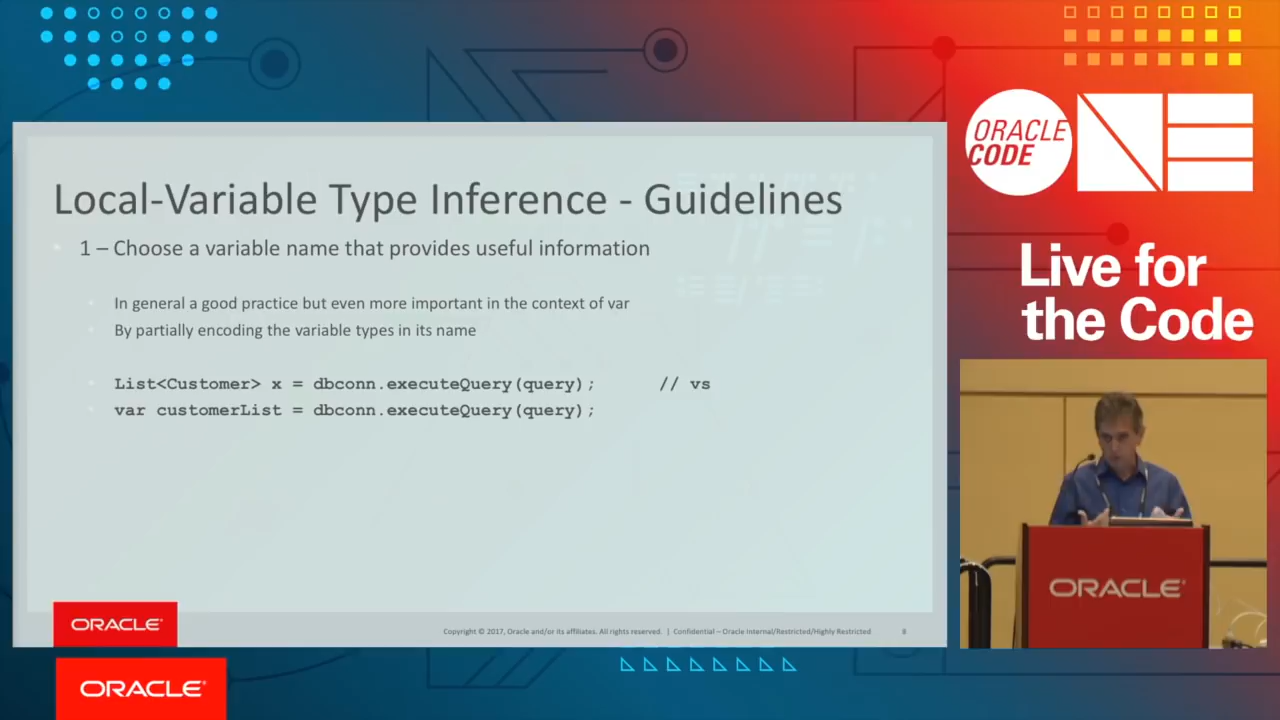 Local-Variable Type Inference - Guidelines
1 – Choose a variable name that provides useful information
In general a good practice but even more important in the context of var
By partially encoding the variable types in its name
List<Customer> x = dbconn.executeQuery(query); // vs
var customerList = dbconn.executeQuery(query);
ORACLE®
Copyright © 2017, Oracle and/or its affiliates. All rights reserved. | Confidential – Oracle Internal/Restricted/Highly Restricted 8
ORACLE®
ORACLE
CODE
ONE
Live for
the Code
ORACLE®